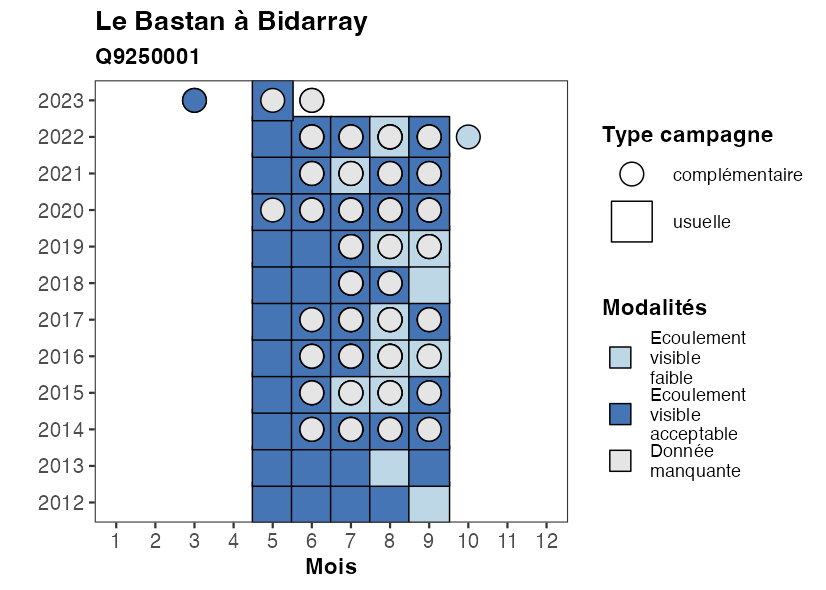 Le Bastan à Bidarray
Q9250001
2023
2022
2021
2020
2019
2018
2017
2016
2015
2014
2013
2012
1 2 3 4 5 6 7 8 9 10 11 12
Mois
Type campagne
complémentaire
usuelle
Modalités
Ecoulement
visible
faible
Ecoulement
visible
acceptable
Donnée
manquante